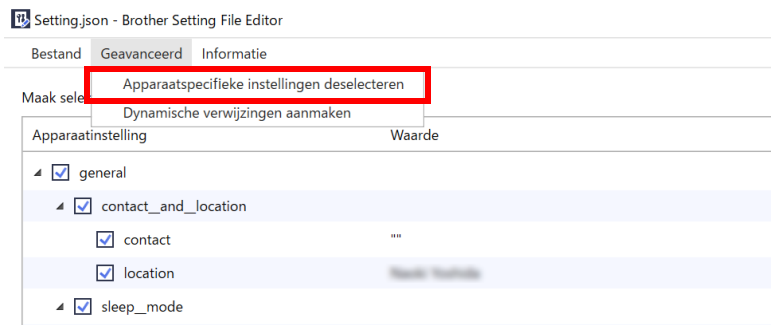 Setting.json - Brother Setting File Editor
Bestand Geavanceerd Informatie
Apparaatspecifieke instellingen deselecteren
Maak sele
Dynamische verwijzingen aanmaken
Apparaatinstelling Waarde
general
contact__and__location
contact ""
location
sleep__mode